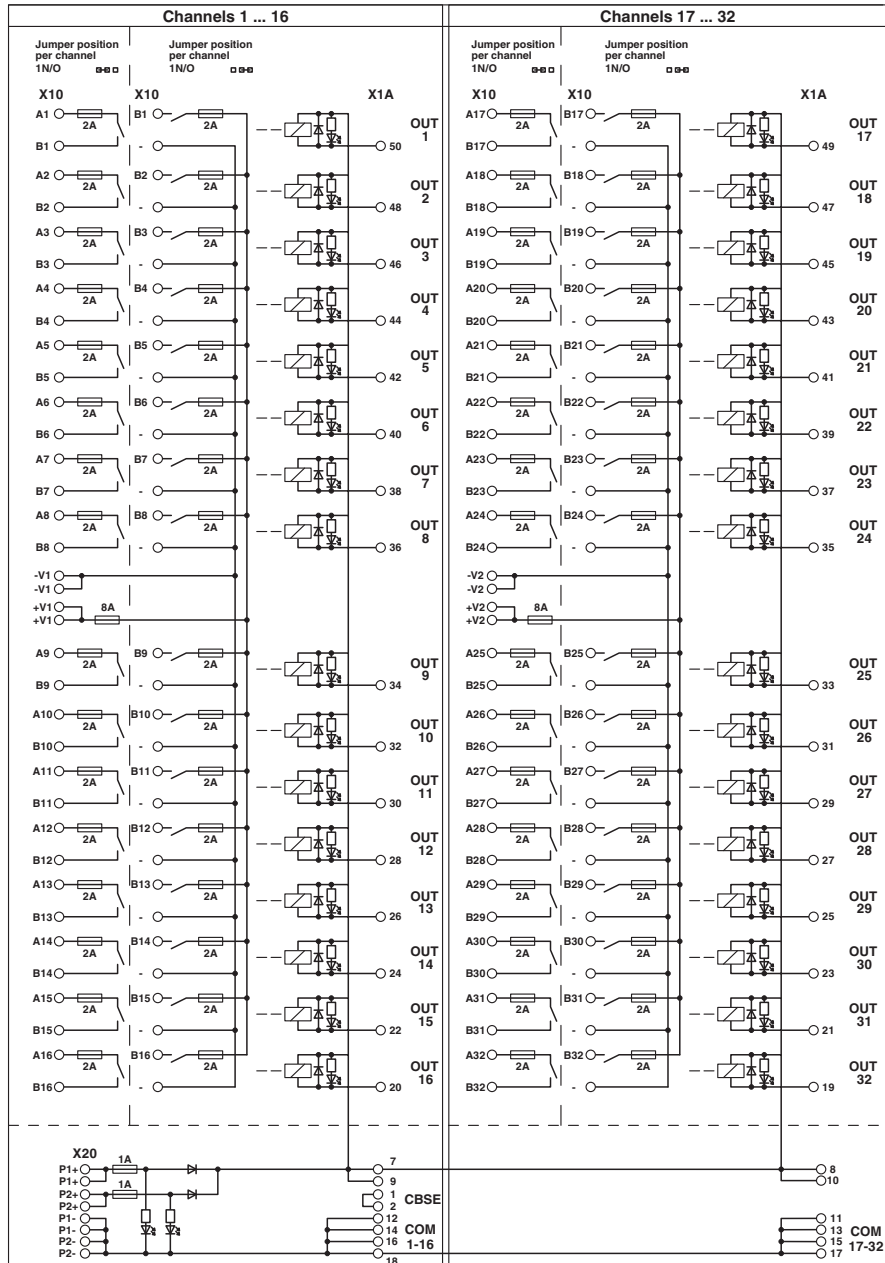 Channels 1 ... 16 Channels 17 ... 32
Jumper position per channel 1N/O Jumper position per channel 1N/O Jumper position per channel 1N/O Jumper position per channel 1N/O
X10 X10 X1A X10 X10 X1A
A1 2A B1 2A OUT 1 A17 2A B17 2A OUT 17
B1 - 50 B17 - 49
A2 2A B2 2A OUT 2 A18 2A B18 2A OUT 18
B2 - 48 B18 - 47
A3 2A B3 2A OUT 3 A19 2A B19 2A OUT 19
B3 - 46 B19 - 45
A4 2A B4 2A OUT 4 A20 2A B20 2A OUT 20
B4 - 44 B20 - 43
A5 2A B5 2A OUT 5 A21 2A B21 2A OUT 21
B5 - 42 B21 - 41
A6 2A B6 2A OUT 6 A22 2A B22 2A OUT 22
B6 - 40 B22 - 39
A7 2A B7 2A OUT 7 A23 2A B23 2A OUT 23
B7 - 38 B23 - 37
A8 2A B8 2A OUT 8 A24 2A B24 2A OUT 24
B8 - 36 B24 - 35
-V1 -V2
-V1 -V2
+V1 8A +V2 8A
+V1 +V2
A9 2A B9 2A OUT 9 A25 2A B25 2A OUT 25
B9 - 34 B25 - 33
A10 2A B10 2A OUT 10 A26 2A B26 2A OUT 26
B10 - 32 B26 - 31
A11 2A B11 2A OUT 11 A27 2A B27 2A OUT 27
B11 - 30 B27 - 29
A12 2A B12 2A OUT 12 A28 2A B28 2A OUT 28
B12 - 28 B28 - 27
A13 2A B13 2A OUT 13 A29 2A B29 2A OUT 29
B13 - 26 B29 - 25
A14 2A B14 2A OUT 14 A30 2A B30 2A OUT 30
B14 - 24 B30 - 23
A15 2A B15 2A OUT 15 A31 2A B31 2A OUT 31
B15 - 22 B31 - 21
A16 2A B16 2A OUT 16 A32 2A B32 2A OUT 32
B16 - 20 B32 - 19
X20
P1+ 1A 7 8
P1+ 9 10
P2+ 1A 1 CBSE
P2+ 2
P1- 12 11
P1- 14 COM 1-16 13 COM 17-32
P2- 16 15
P2- 18 17